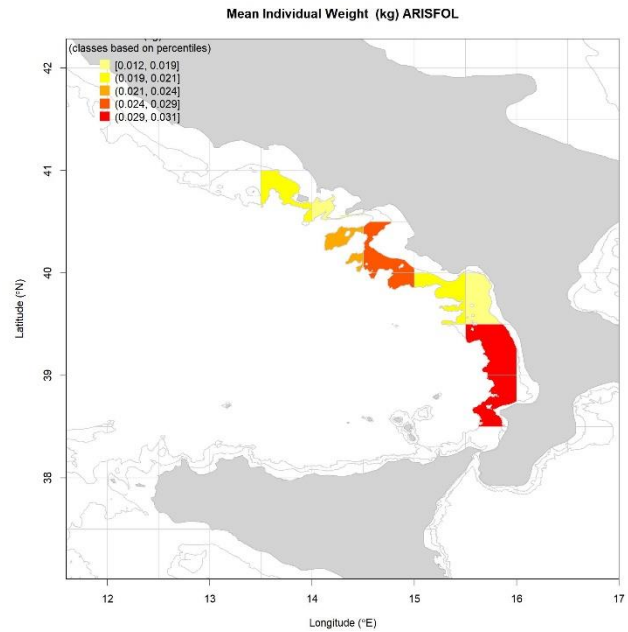 Mean Individual Weight (kg) ARISFOL
(classes based on percentiles)
[0.012, 0.019]
(0.019, 0.021]
(0.021, 0.024]
(0.024, 0.029]
(0.029, 0.031]
42
41
40
39
38
Latitude (°N)
12 13 14 15 16 17
Longitude (°E)